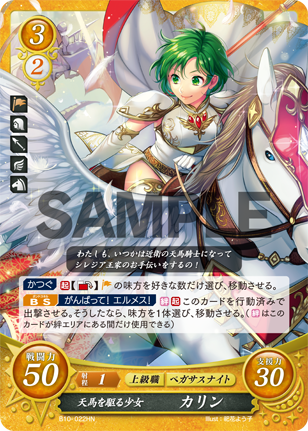 3
2
SAMPLE
わたしも、いつかは近衛の天馬騎士になって
シレジア王家のお手伝いをするの！
かつぐ 起 の味方を好きな数だけ選び、移動させる。
BS がんばって！エルメス！ 絆 起 このカードを行動済みで
出撃させる。そうしたなら、味方を1体選び、移動させる。（絆はこの
カードが絆エリアにある間だけ使用できる）
戦闘力
50
射程
1
上級職
ペガサスナイト
支援力
30
天馬を駆る少女
カリン
B10-022HN